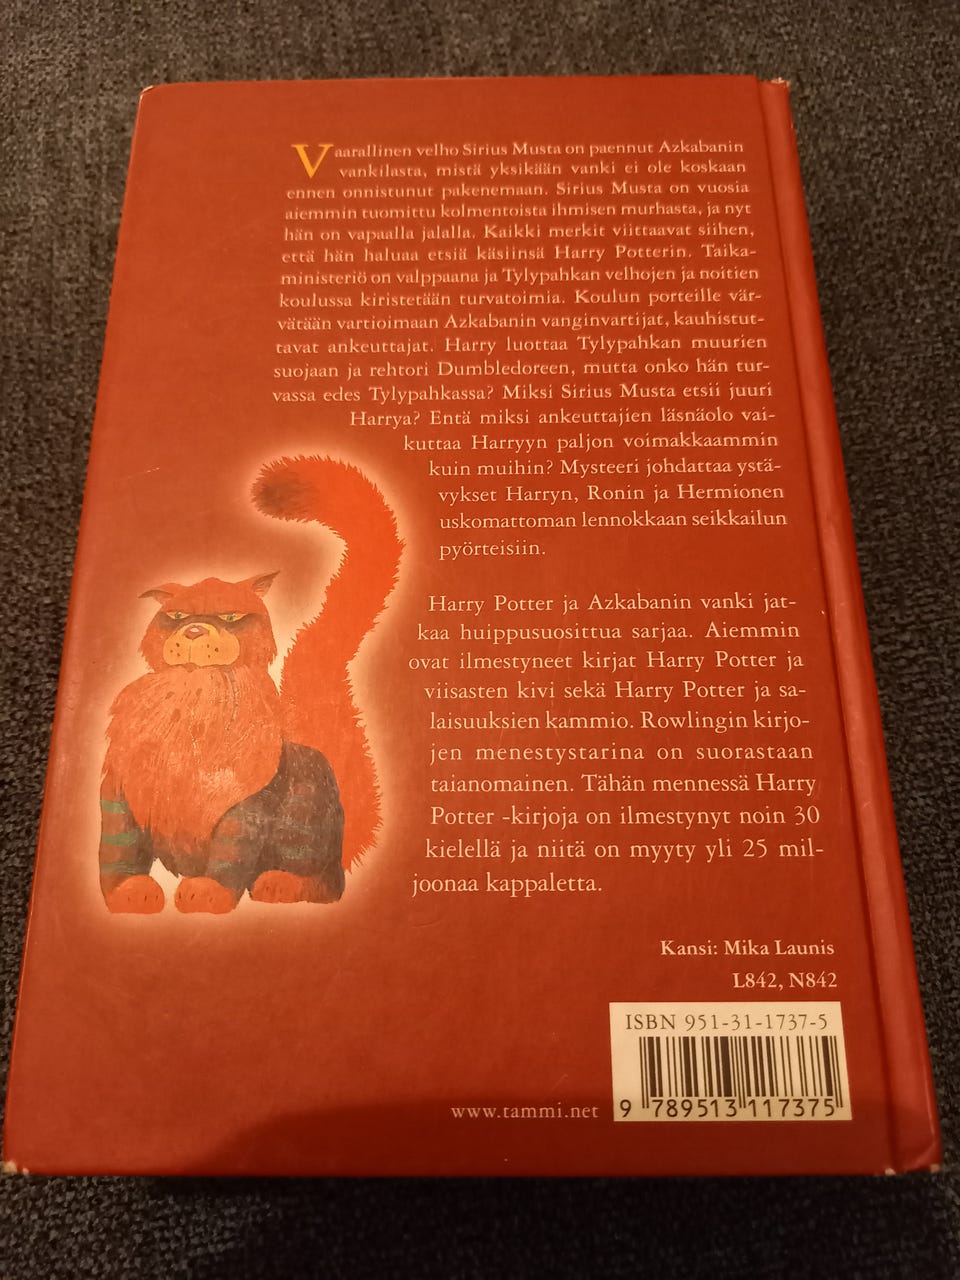 Vaarallinen velho Sirius Musta on paennut Azkabanin
vankilasta, mistä yksikään vanki ei ole koskaan
ennen onnistunut pakenemaan. Sirius Musta on vuosia
aiemmin tuomittu kolmentoista ihmisen murhasta, ja nyt
hän on vapaalla jalalla. Kaikki merkit viittaavat siihen,
että hän haluaa etsiä käsiinsä Harry Potterin. Taika-
ministeriö on valppaana ja Tylypahkan velhojen ja noitien
koulussa kiristetään turvatoimia. Koulun porteille vär-
vätään vartioimaan Azkabanin vanginvartijat, kauhistut-
tavat ankeuttajat. Harry luottaa Tylypahkan muurien
suojaan ja rehtori Dumbledoreen, mutta onko hän tur-
vassa edes Tylypahkassa? Miksi Sirius Musta etsii juuri
Harrya? Entä miksi ankeuttajien läsnäolo vai-
kuttaa Harryyn paljon voimakkaammin
kuin muihin? Mysteeri johdattaa ystä-
vykset Harryn, Ronin ja Hermionen
uskomattoman lennokkaan seikkailun
pyörteisiin.
Harry Potter ja Azkabanin vanki jat-
kaa huippusuosittua sarjaa. Aiemmin
ovat ilmestyneet kirjat Harry Potter ja
viisasten kivi sekä Harry Potter ja sa-
laisuuksien kammio. Rowlingin kirjo-
jen menestystarina on suorastaan
taianomainen. Tähän mennessä Harry
Potter -kirjoja on ilmestynyt noin 30
kielellä ja niitä on myyty yli 25 mil-
joonaa kappaletta.
Kansi: Mika Launis
L842, N842
ISBN 951-31-1737-5
www.tammi.net
9 789513 117375